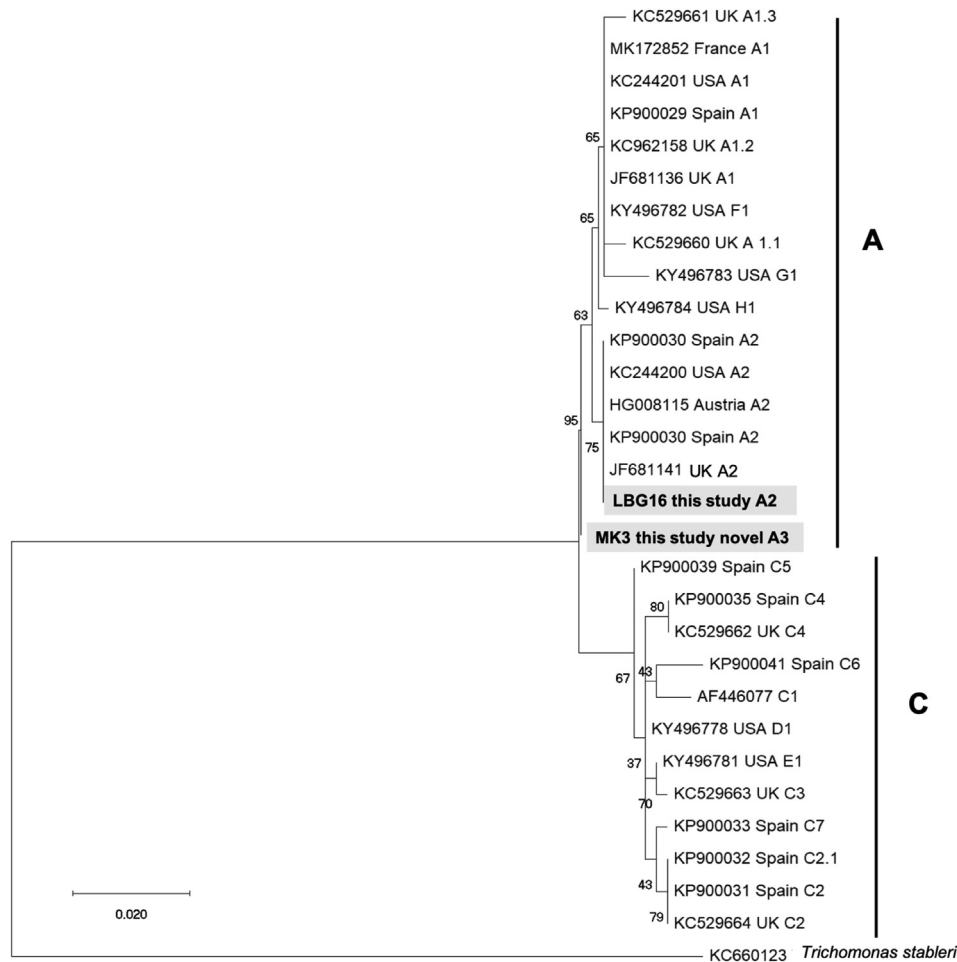 KC529661 UK A1.3
MK172852 France A1
KC244201 USA A1
KP900029 Spain A1
65
KC962158 UK A1.2
JF681136 UK A1
65
KY496782 USA F1
A
KC529660 UK A 1.1
KY496783 USA G1
63
KY496784 USA H1
KP900030 Spain A2
KC244200 USA A2
HG008115 Austria A2
95
KP900030 Spain A2
75
JF681141 UK A2
LBG16 this study A2
MK3 this study novel A3
KP900039 Spain C5
80
KP900035 Spain C4
KC529662 UK C4
43
KP900041 Spain C6
67
AF446077 C1
C
KY496778 USA D1
37
KY496781 USA E1
KC529663 UK C3
70
KP900033 Spain C7
KP900032 Spain C2.1
43
KP900031 Spain C2
0.020
79
KC529664 UK C2
KC660123 Trichomonas stableri